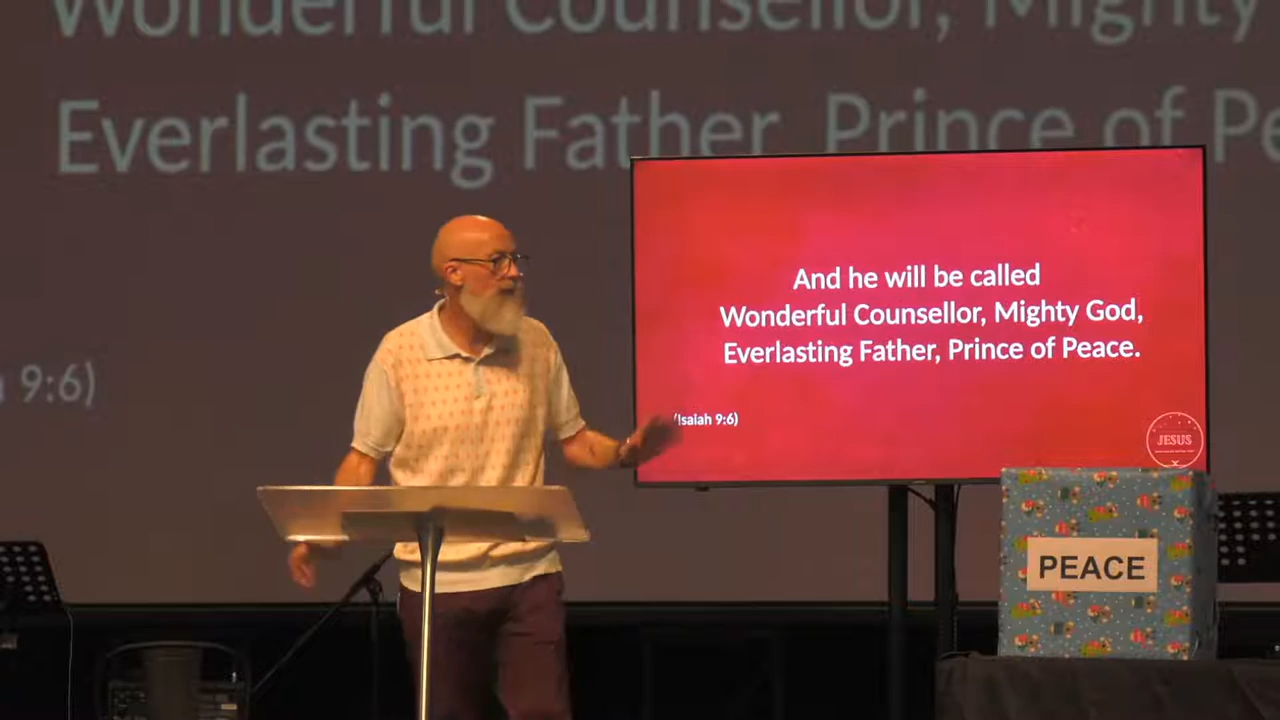 Wonderful Counsellor, Mighty
Everlasting Father, Prince of Pe
9:6)
And he will be called
Wonderful Counsellor, Mighty God,
Everlasting Father, Prince of Peace.
(Isaiah 9:6)
JESUS
PEACE